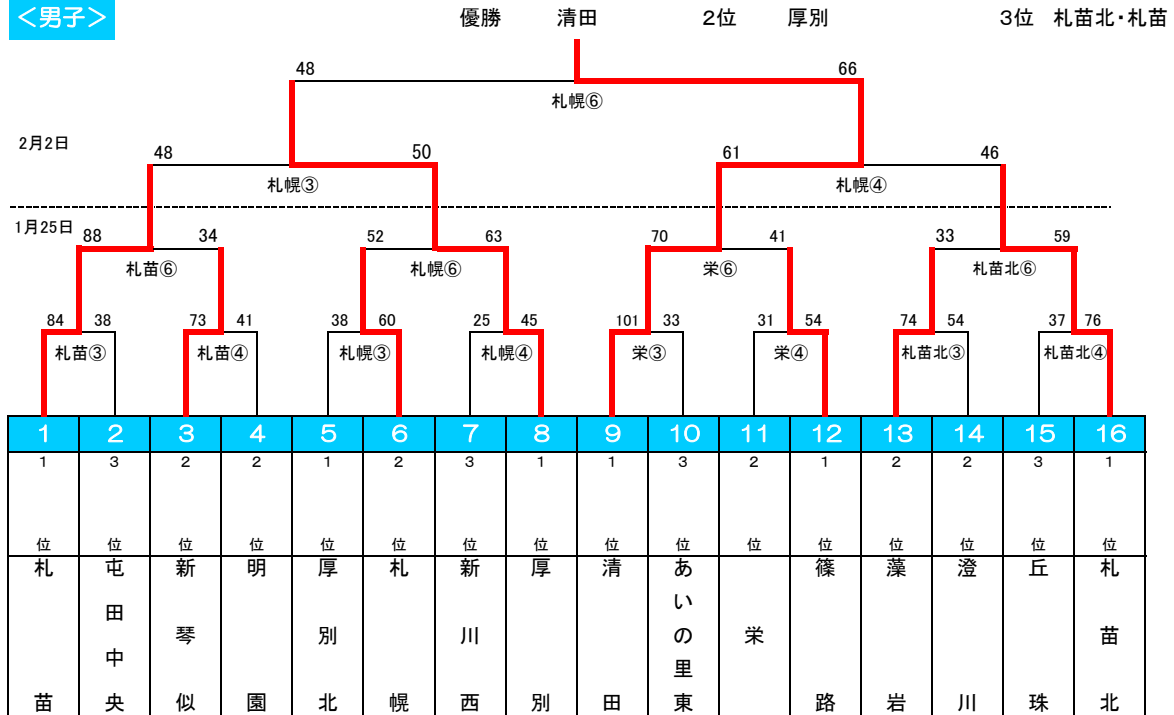 ＜男子＞
優勝 清田 2位 厚別 3位 札苗北・札苗
48 66
札幌⑥
2月2日
48 50 61 46
札幌③ 札幌④
1月25日
88 34 52 63 70 41 33 59
札苗⑥ 札幌⑥ 栄⑥ 札苗北⑥
84 38 73 41 38 60 25 45 101 33 31 54 74 54 37 76
札苗③ 札苗④ 札幌③ 札幌④ 栄③ 栄④ 札苗北③ 札苗北④
1 2 3 4 5 6 7 8 9 10 11 12 13 14 15 16
1位 3位 2位 2位 1位 2位 3位 1位 1位 3位 2位 1位 2位 2位 3位 1位
札苗 屯田中央 新琴似 明園 厚別北 札幌 新川西 厚別 清田 あいの里東 栄 篠路 藻岩 澄川 丘珠 札苗北